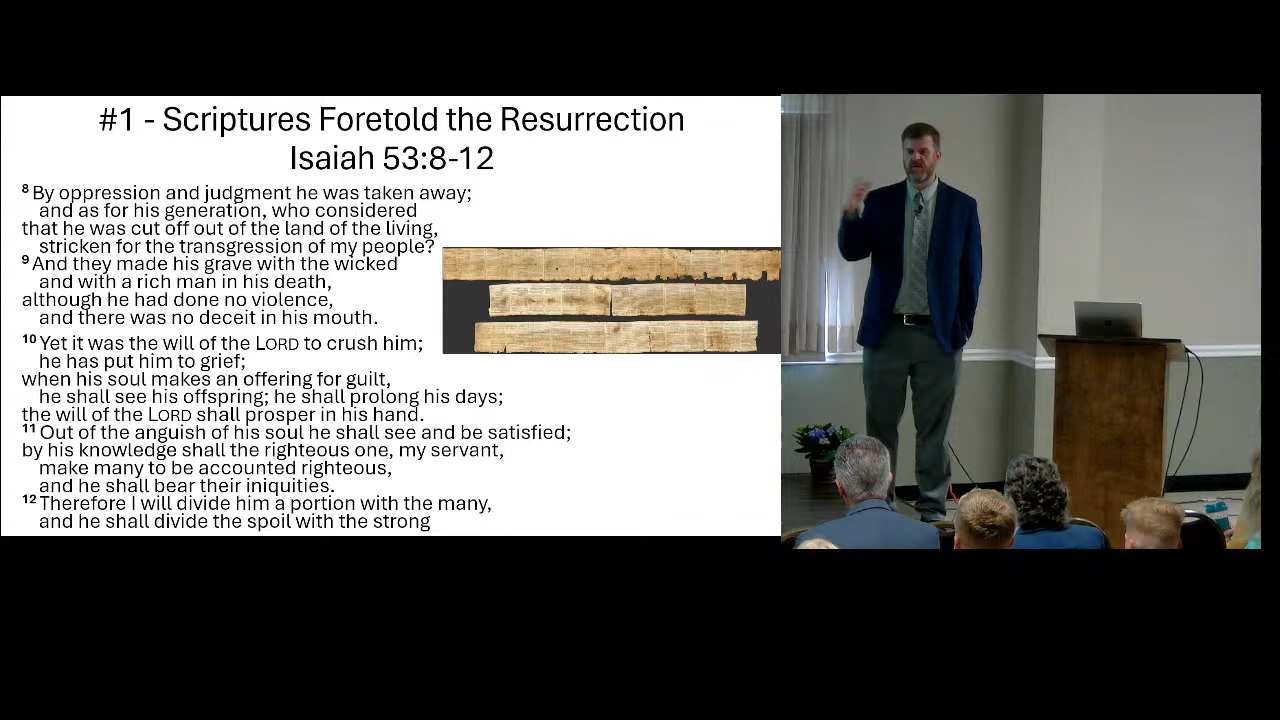 #1 - Scriptures Foretold the Resurrection
Isaiah 53:8-12
8 By oppression and judgment he was taken away;
and as for his generation, who considered
that he was cut off out of the land of the living,
stricken for the transgression of my people?
9 And they made his grave with the wicked
and with a rich man in his death,
although he had done no violence,
and there was no deceit in his mouth.
10 Yet it was the will of the LORD to crush him;
he has put him to grief;
when his soul makes an offering for guilt,
he shall see his offspring; he shall prolong his days;
the will of the LORD shall prosper in his hand.
11 Out of the anguish of his soul he shall see and be satisfied;
by his knowledge shall the righteous one, my servant,
make many to be accounted righteous,
and he shall bear their iniquities.
12 Therefore I will divide him a portion with the many,
and he shall divide the spoil with the strong